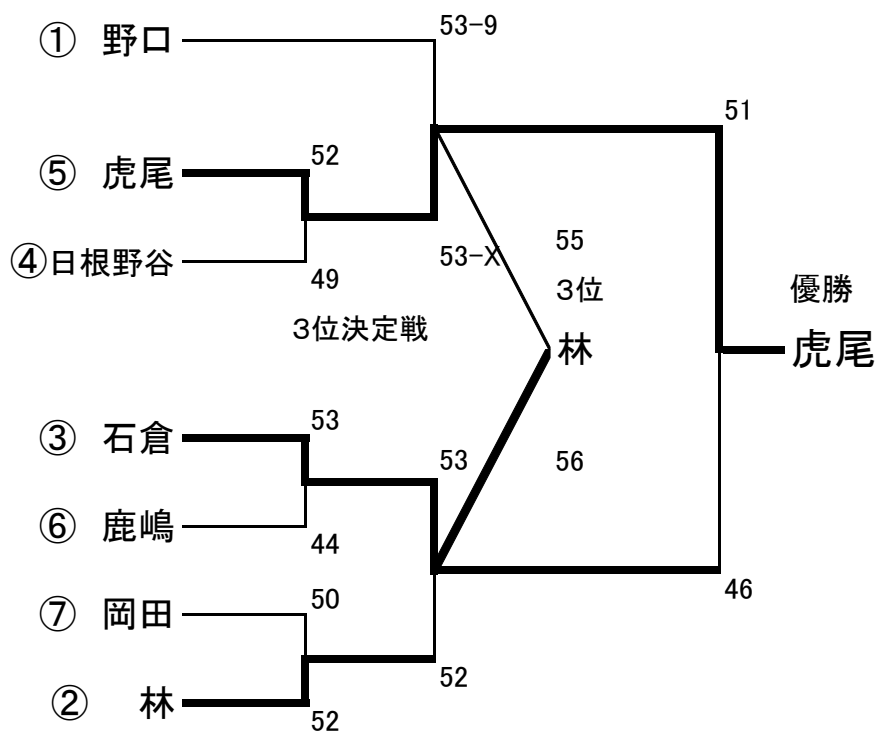 ① 野口
53-9
51
⑤ 虎尾
52
④日根野谷
49
53-X
55
3位
3位決定戦
林
優勝
虎尾
③ 石倉
53
53
56
⑥ 鹿嶋
44
⑦ 岡田
50
46
② 林
52
52